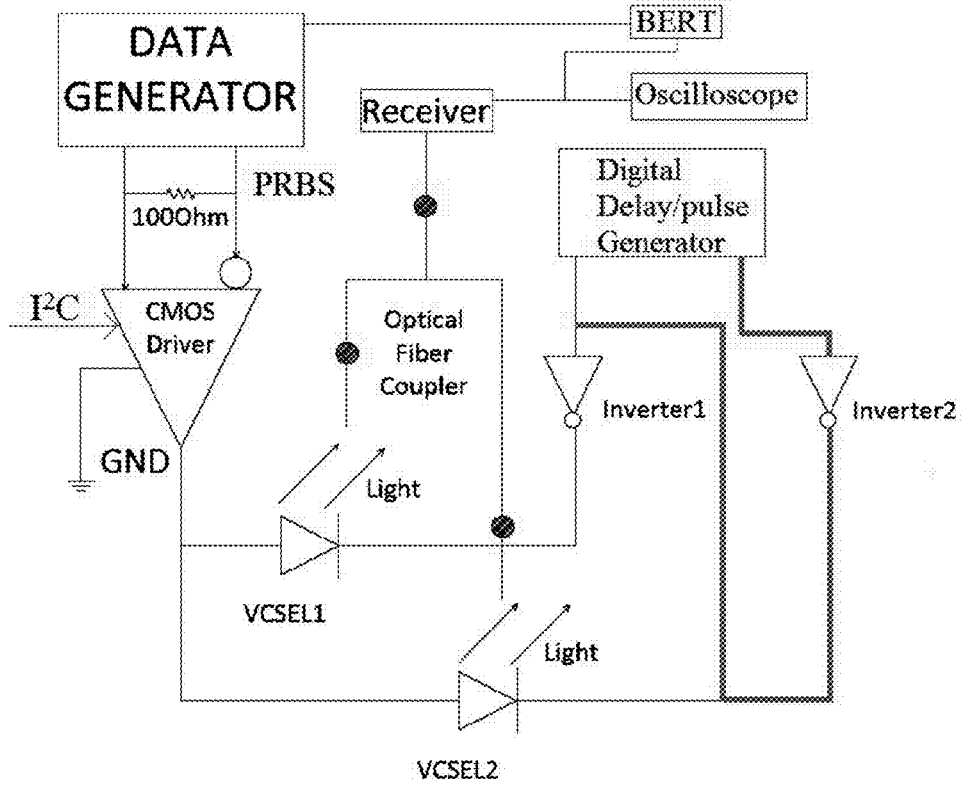 DATA
GENERATOR
BERT
Oscilloscope
Receiver
PRBS
100Ohm
Digital
Delay/pulse
Generator
I²C
CMOS
Driver
Optical
Fiber
Coupler
Inverter1
Inverter2
GND
Light
VCSEL1
Light
VCSEL2